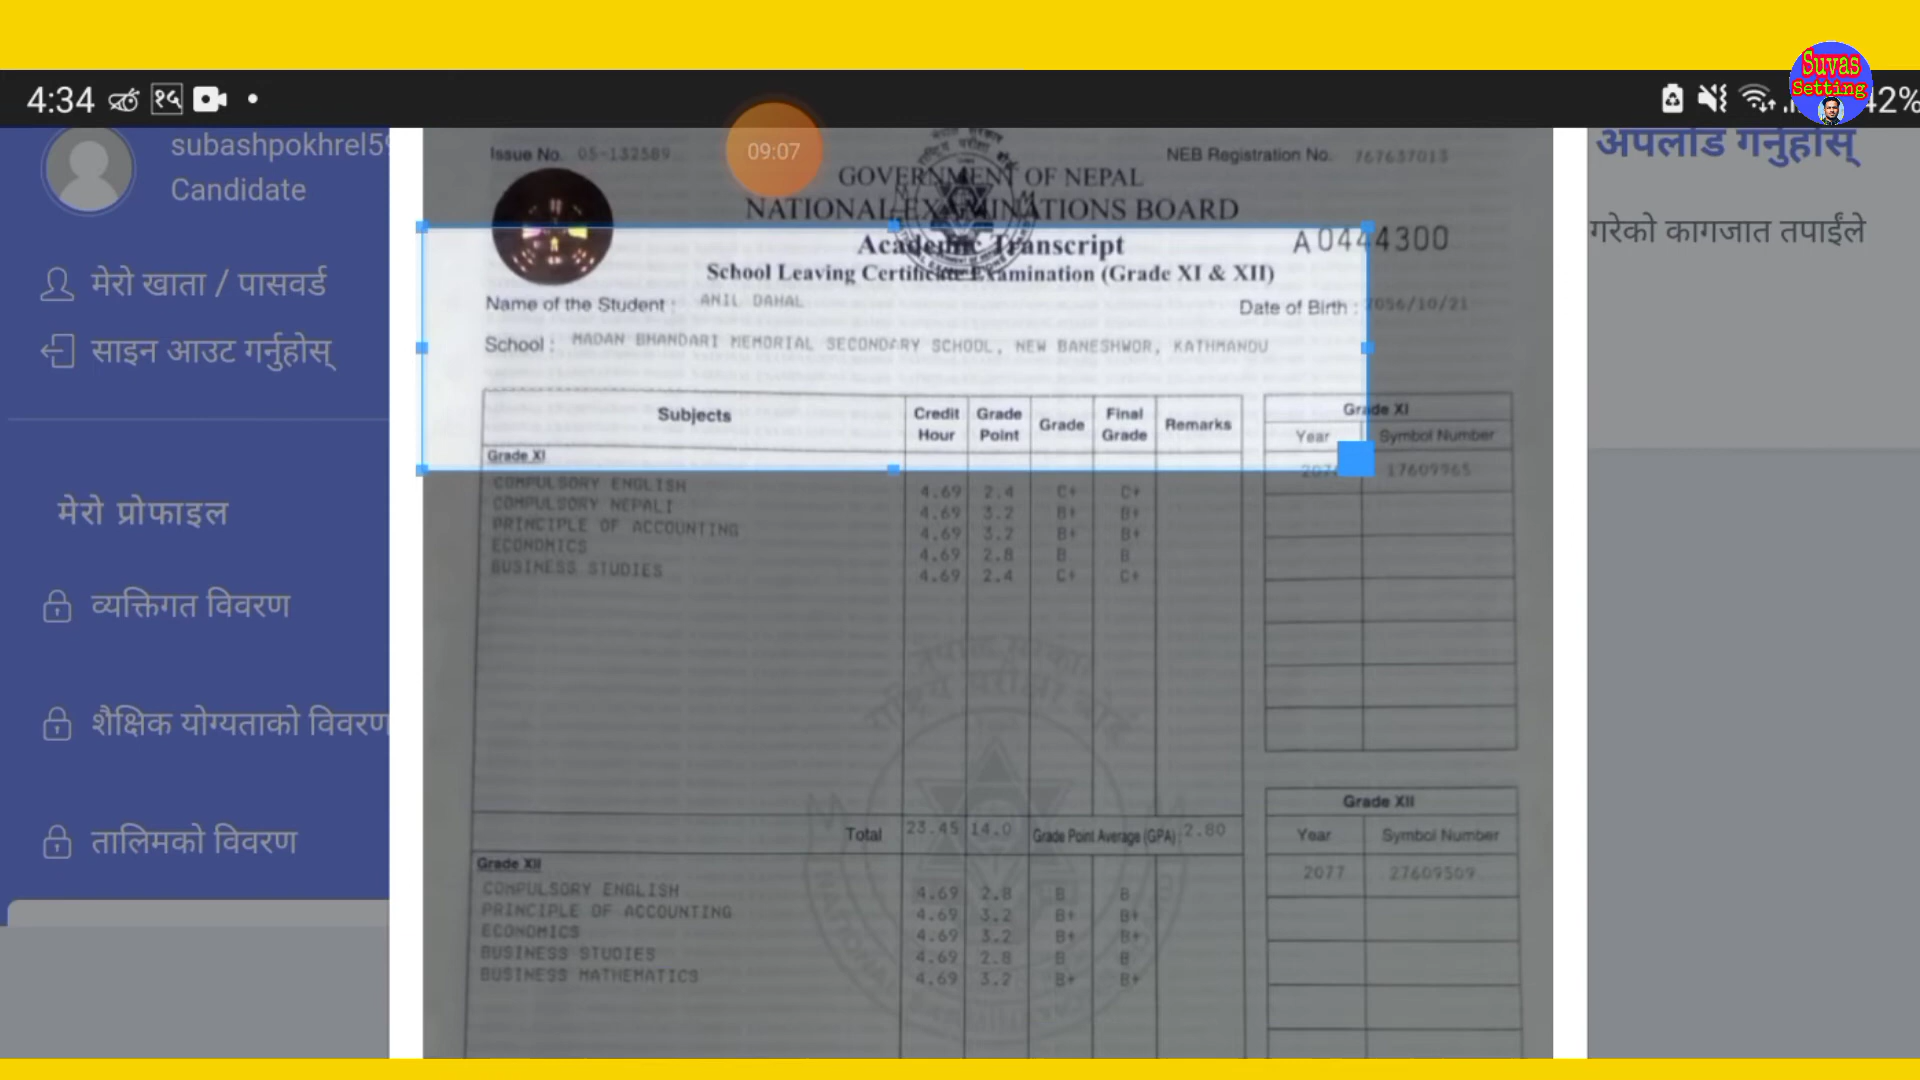 Suvas
Setting
4:34
१५
42%
subashpokhrel59
Candidate
मेरो खाता / पासवर्ड
साइन आउट गर्नुहोस्
मेरो प्रोफाइल
व्यक्तिगत विवरण
शैक्षिक योग्यताको विवरण
तालिमको विवरण
अपलोड गर्नुहोस्
गरेको कागजात तपाईंले
09:07
Issue No. 05-132589
NEB Registration No. 767637013
GOVERNMENT OF NEPAL
NATIONAL EXAMINATIONS BOARD
Academic Transcript
A0444300
School Leaving Certificate Examination (Grade XI & XII)
Name of the Student : ANIL DAHAL
Date of Birth : 2056/10/21
School : MADAN BHANDARI MEMORIAL SECONDARY SCHOOL, NEW BANESHWOR, KATHMANDU
Subjects Credit Hour Grade Point Grade Final Grade Remarks
Grade XI
COMPULSORY ENGLISH 4.69 2.4 C+ C+
COMPULSORY NEPALI 4.69 3.2 B+ B+
PRINCIPLE OF ACCOUNTING 4.69 3.2 B+ B+
ECONOMICS 4.69 2.8 B B
BUSINESS STUDIES 4.69 2.4 C+ C+
Total 23.45 14.0 Grade Point Average (GPA) 2.80
Grade XII
COMPULSORY ENGLISH 4.69 2.8 B B
PRINCIPLE OF ACCOUNTING 4.69 3.2 B+ B+
ECONOMICS 4.69 3.2 B+ B+
BUSINESS STUDIES 4.69 2.8 B B
BUSINESS MATHEMATICS 4.69 3.2 B+ B+
Grade XI
Year Symbol Number
17609965
Grade XII
Year Symbol Number
2077 27609509